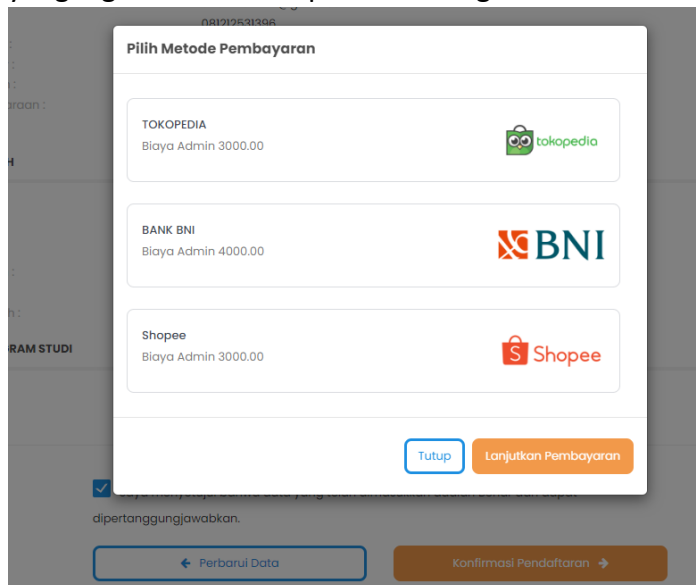 081212531396
Pilih Metode Pembayaran
araan :
TOKOPEDIA
Biaya Admin 3000.00
tokopedia
H
BANK BNI
Biaya Admin 4000.00
BNI
h :
RAM STUDI
Shopee
Biaya Admin 3000.00
S Shopee
Tutup
Lanjutkan Pembayaran
dipertanggungjawabkan.
Perbarui Data
Konfirmasi Pendaftaran